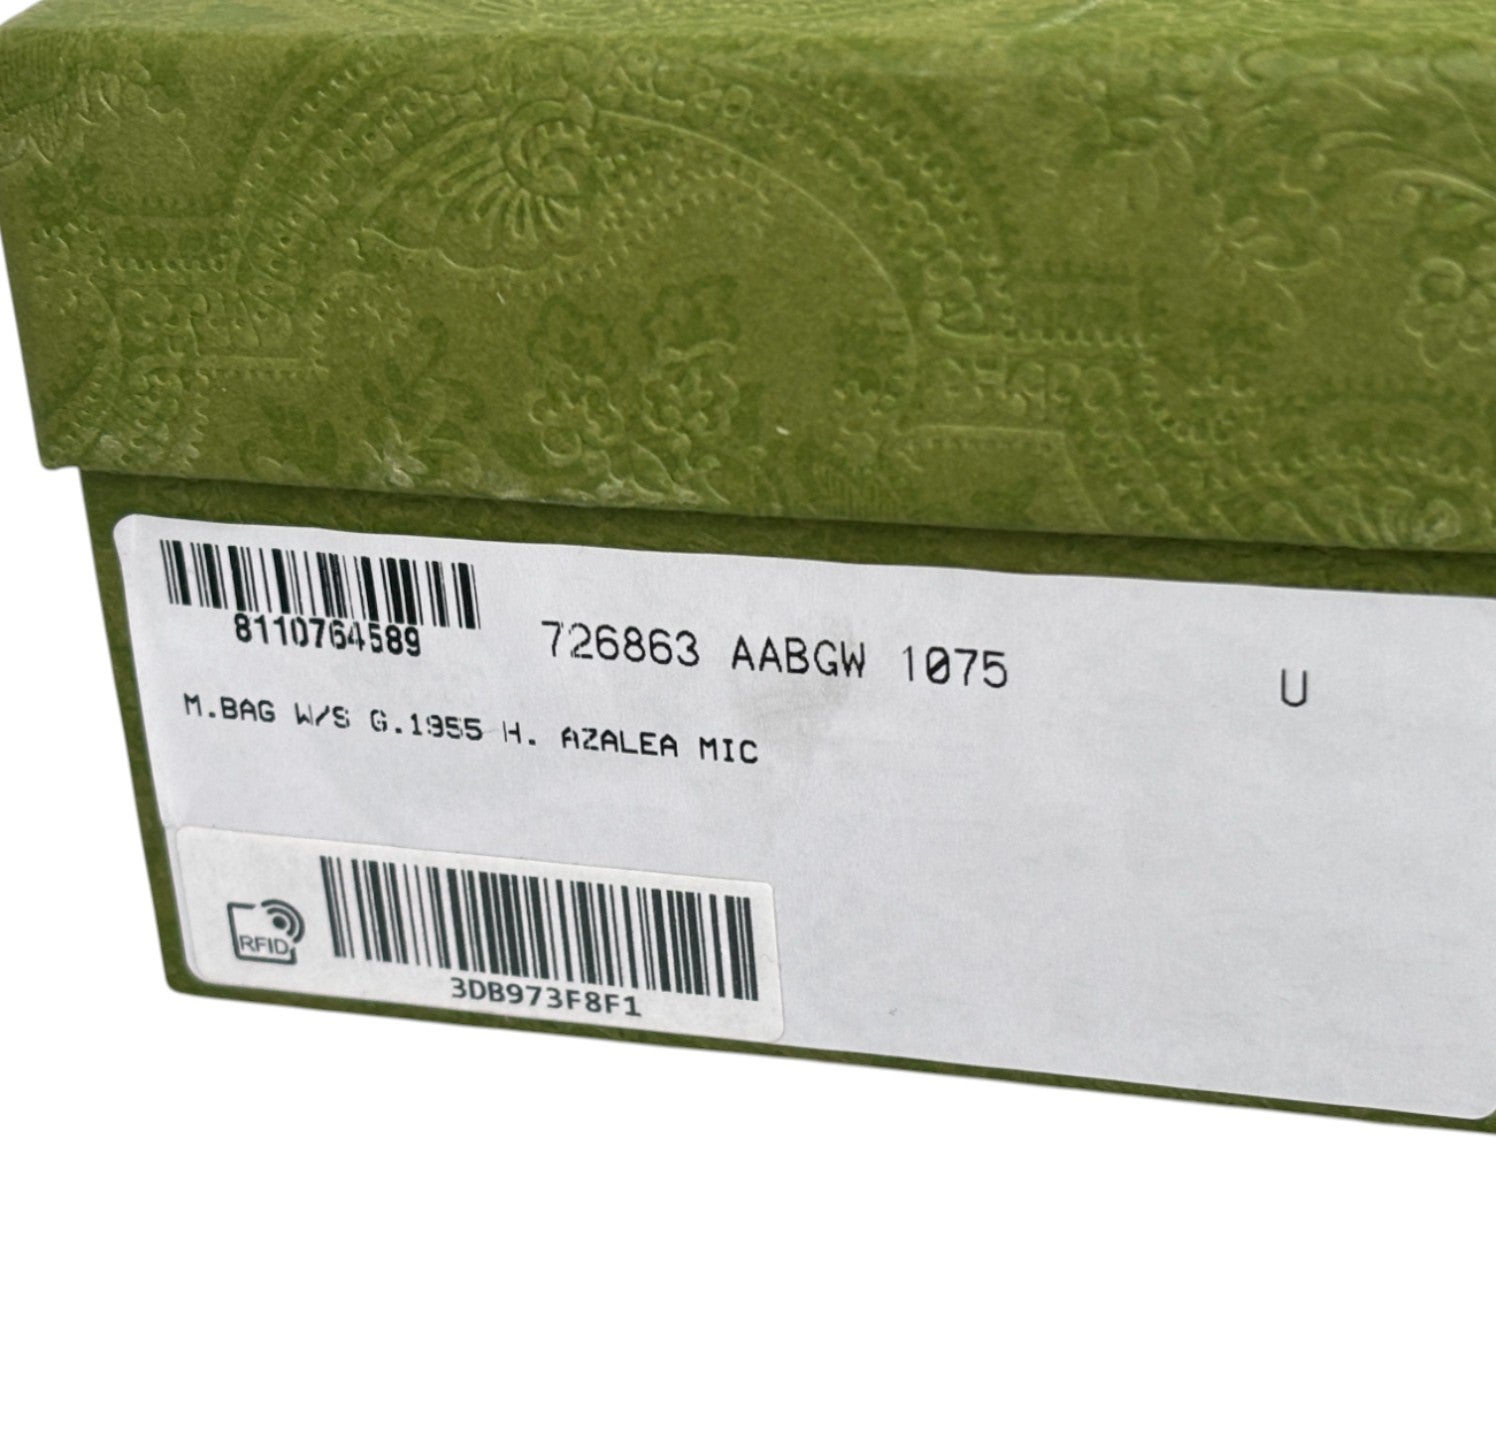 8110764589
726863 AABGW 1075 U
M.BAG W/S G.1955 H. AZALEA MIC
RFID
3DB973F8F1